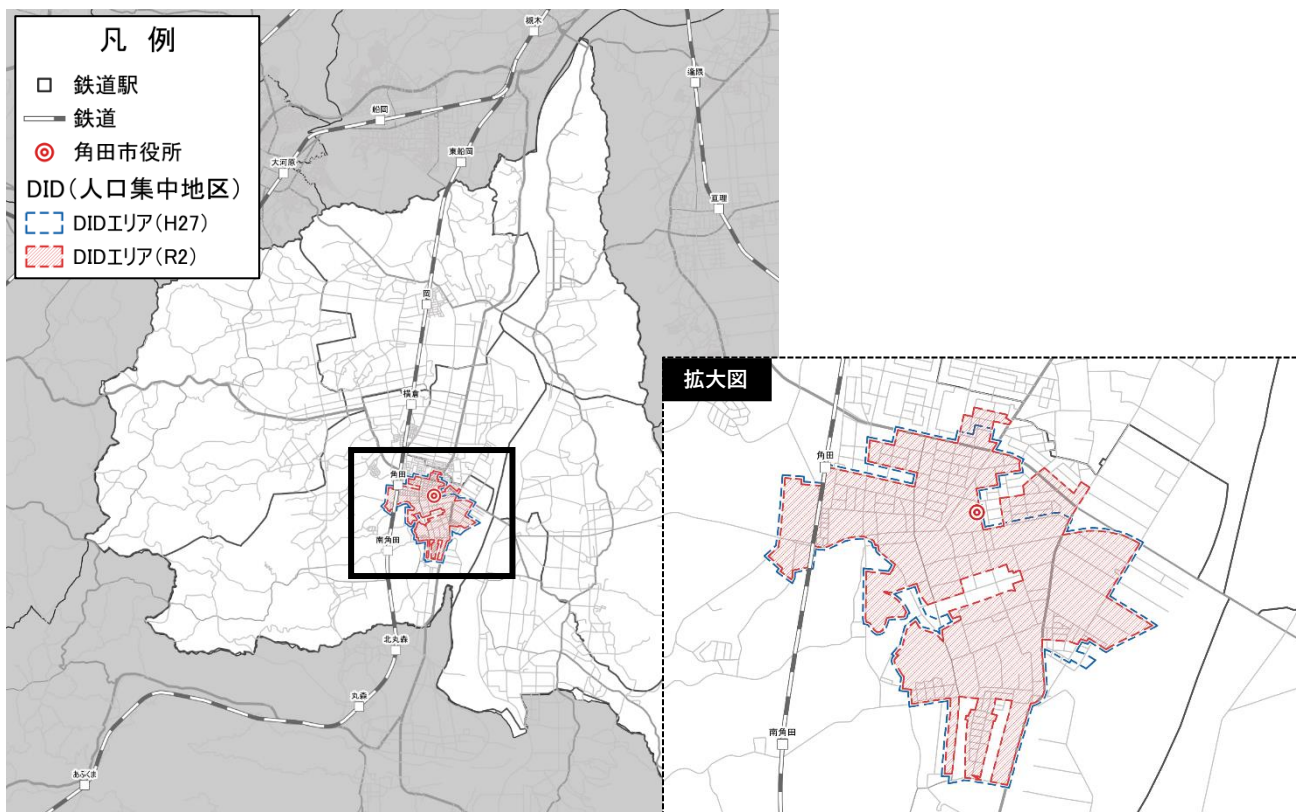 凡 例
鉄道駅
鉄道
角田市役所
DID(人口集中地区)
DIDエリア(H27)
DIDエリア(R2)
槻木
逢隈
船岡
東船岡
大河原
亘理
岡
横倉
角田
南角田
北丸森
丸森
あぶくま
拡大図
角田
南角田